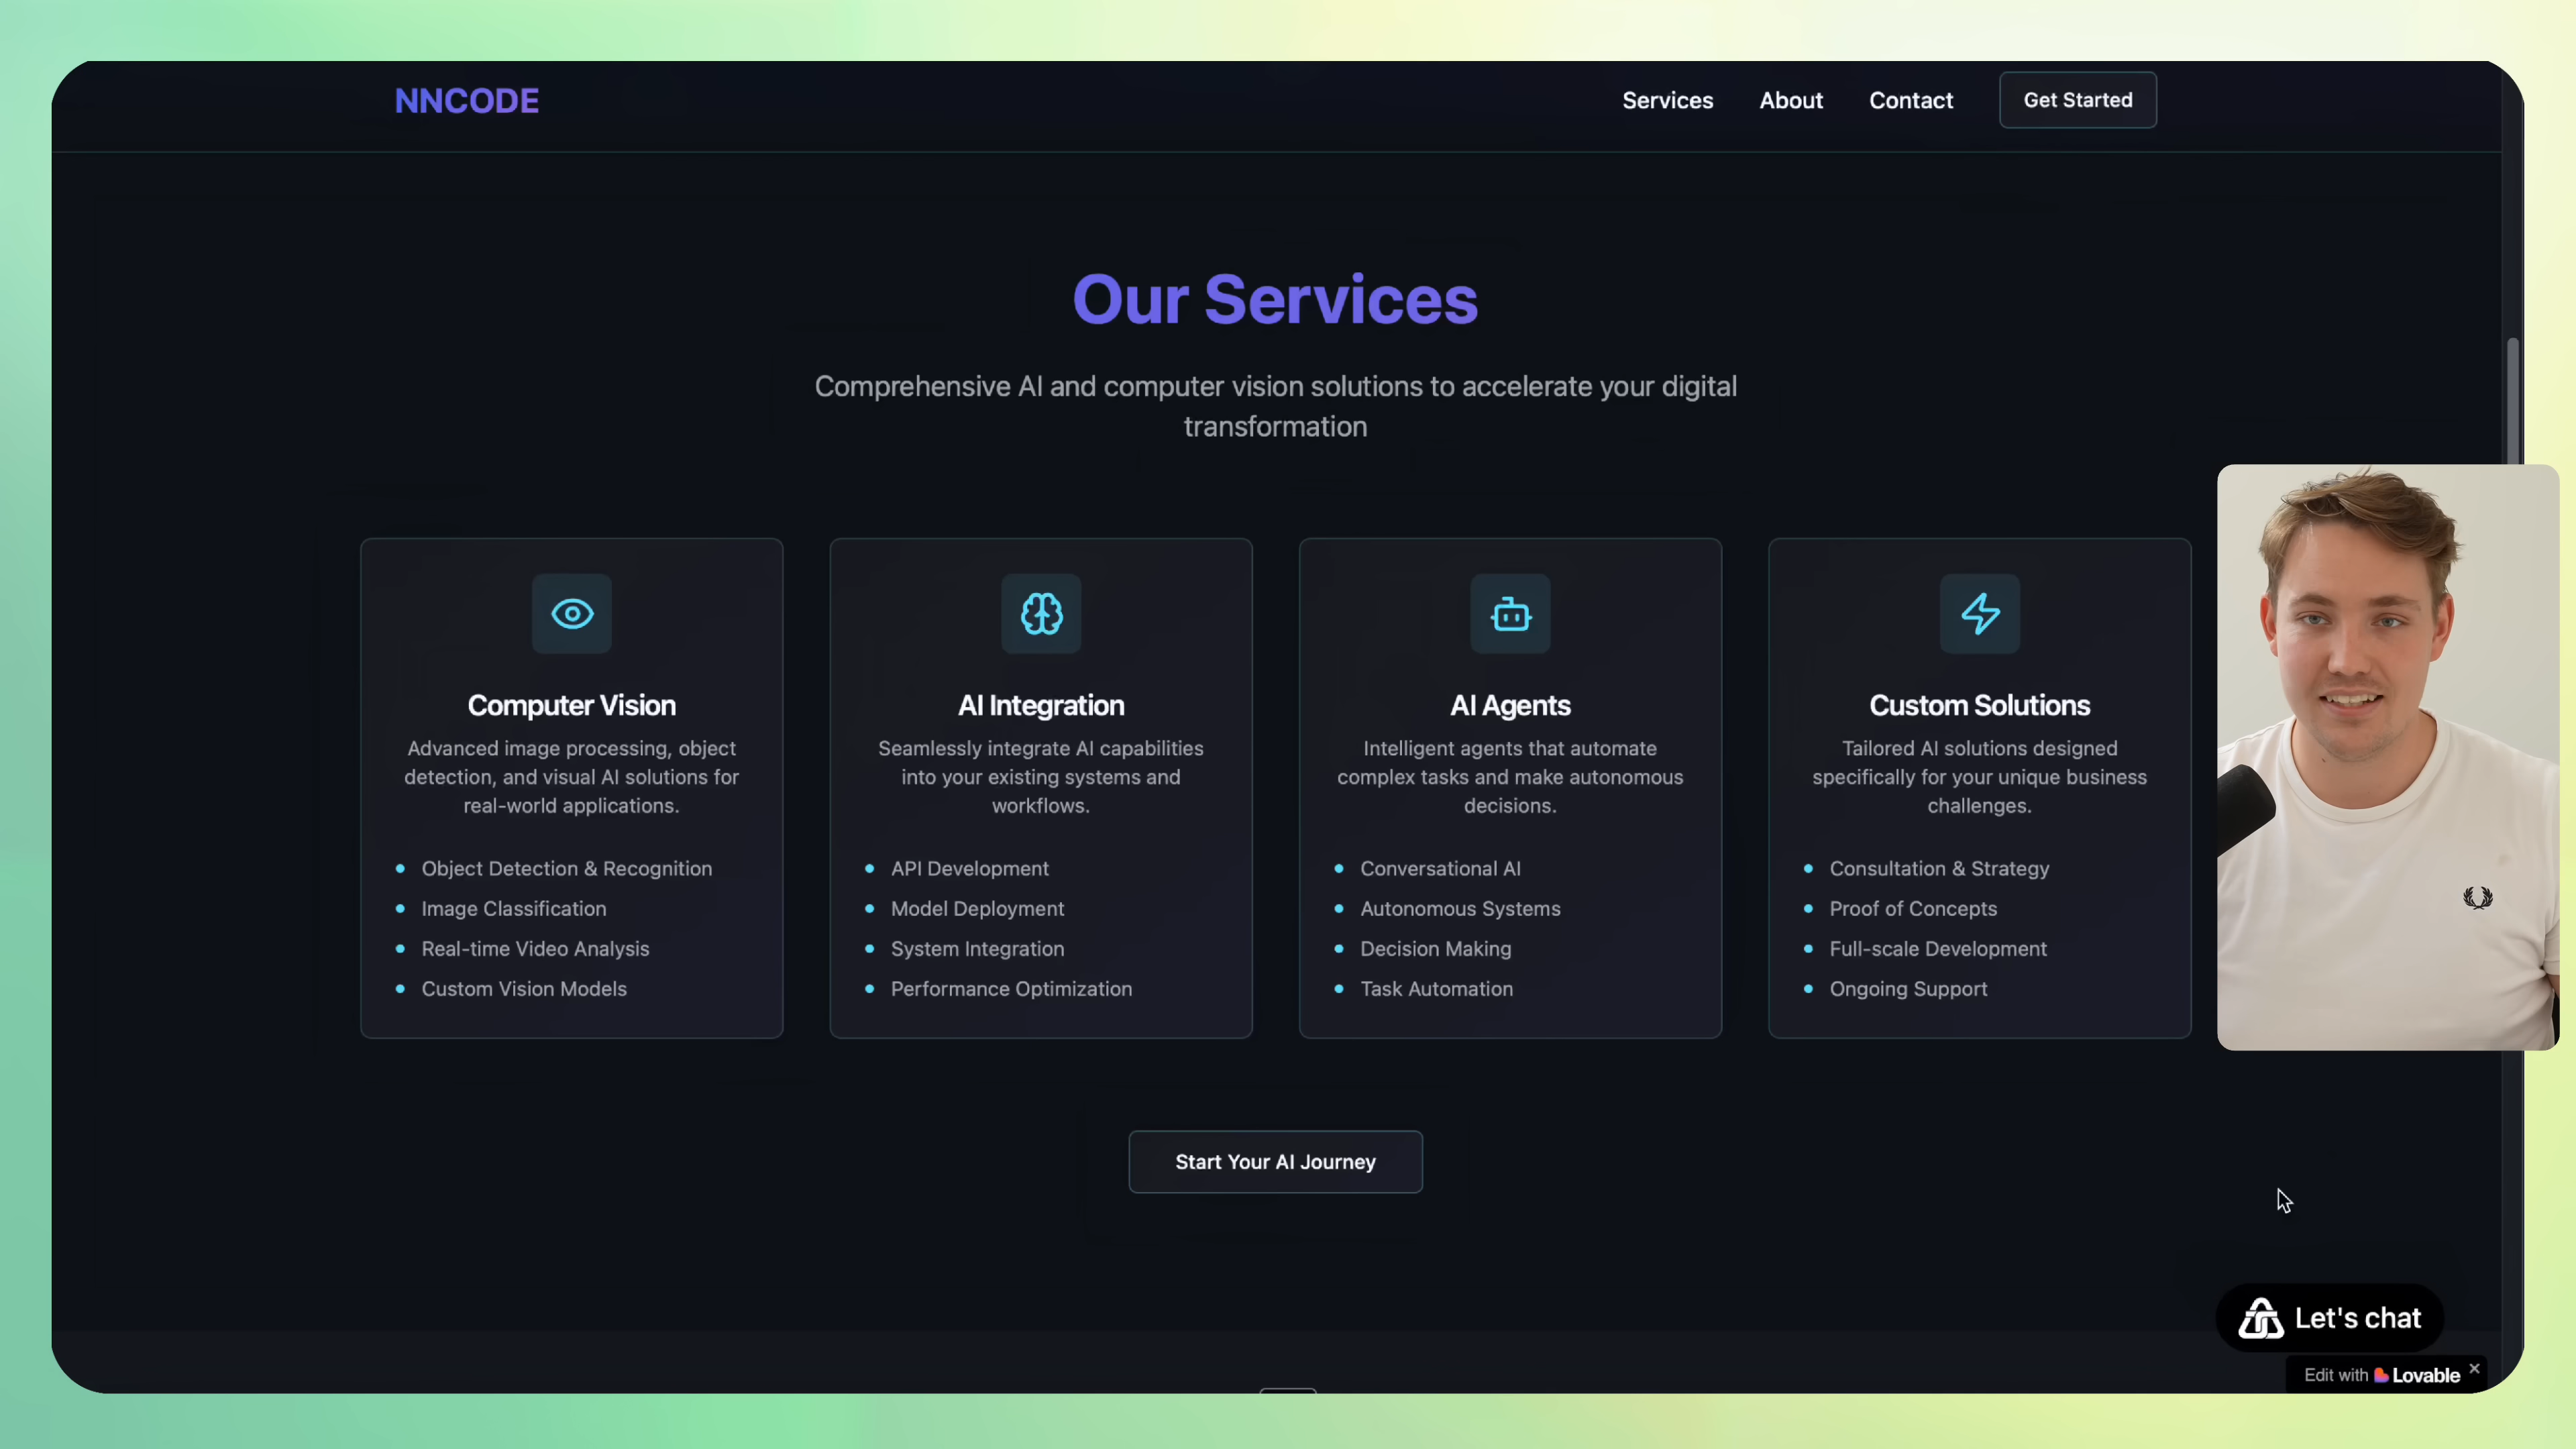 NNCODE
Services
About
Contact
Get Started
Our Services
Comprehensive AI and computer vision solutions to accelerate your digital
transformation
Computer Vision
Advanced image processing, object
detection, and visual AI solutions for
real-world applications.
Object Detection & Recognition
Image Classification
Real-time Video Analysis
Custom Vision Models
AI Integration
Seamlessly integrate AI capabilities
into your existing systems and
workflows.
API Development
Model Deployment
System Integration
Performance Optimization
AI Agents
Intelligent agents that automate
complex tasks and make autonomous
decisions.
Conversational AI
Autonomous Systems
Decision Making
Task Automation
Custom Solutions
Tailored AI solutions designed
specifically for your unique business
challenges.
Consultation & Strategy
Proof of Concepts
Full-scale Development
Ongoing Support
Start Your AI Journey
Let's chat
Edit with Lovable